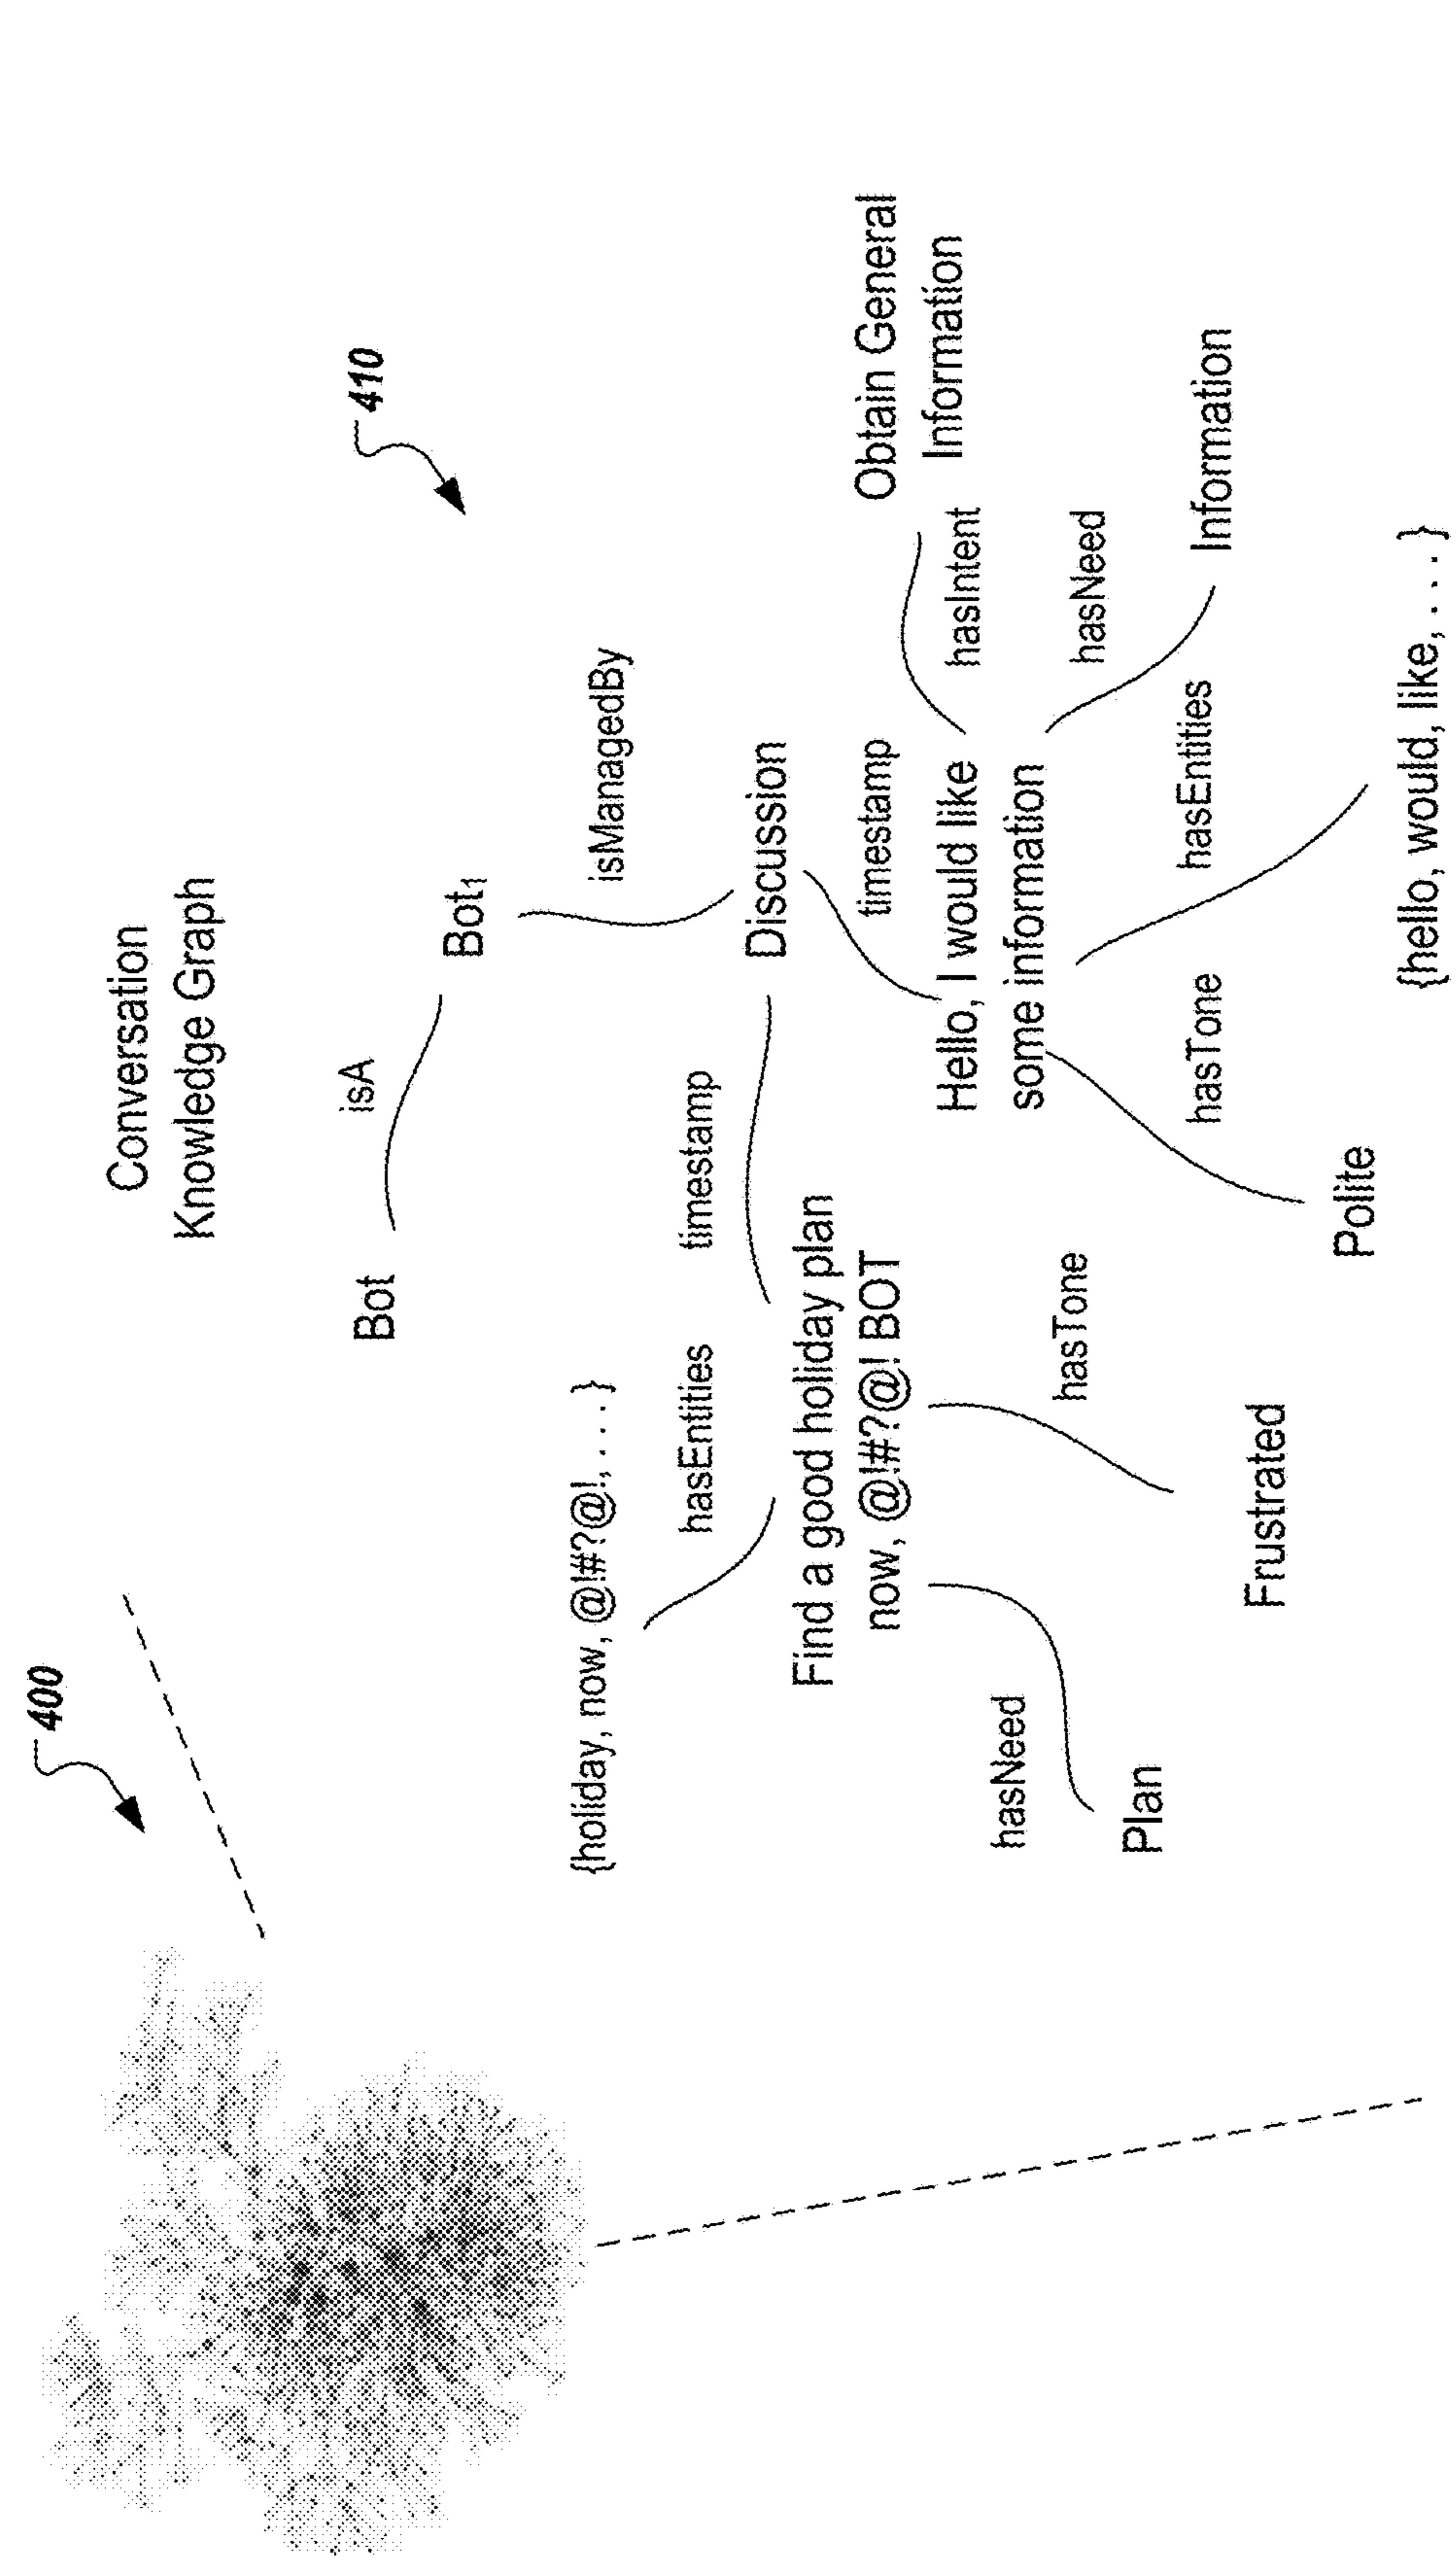 400
Conversation
Knowledge Graph
410
Bot
isA
Bot₁
isManagedBy
{holiday, now, @!#?@!, . . . }
hasEntities
timestamp
Discussion
timestamp
Find a good holiday plan
now, @!#?@! BOT
Hello, I would like
some information
hasIntent
Obtain General
Information
hasNeed
hasNeed
Plan
hasTone
Frustrated
hasTone
Polite
hasEntities
Information
{hello, would, like, . . . }